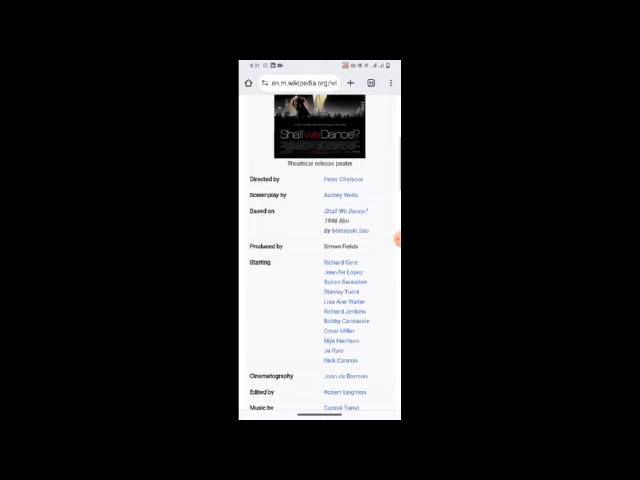 8:31
en.m.wikipedia.org/wi
Shall we Dance?
Theatrical release poster
Directed by Peter Chelsom
Screenplay by Audrey Wells
Based on Shall We Dance?
1996 film
by Masayuki Suo
Produced by Simon Fields
Starring Richard Gere
Jennifer Lopez
Susan Sarandon
Stanley Tucci
Lisa Ann Walter
Richard Jenkins
Bobby Cannavale
Omar Miller
Mýa Harrison
Ja Rule
Nick Cannon
Cinematography John de Borman
Edited by Robert Leighton
Music by Gabriel Yared